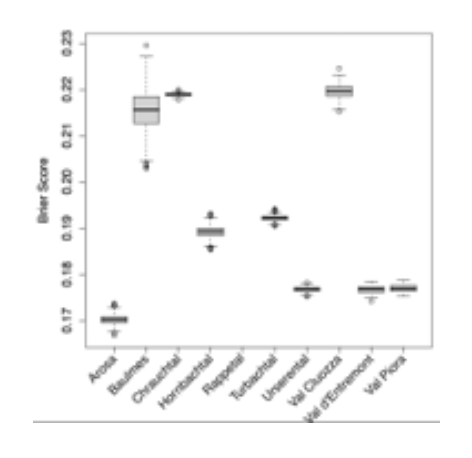 0.23
0.22
0.21
0.20
0.19
0.18
0.17
Brier Score
Arosa
Baulmes
Chrauchtal
Hornbachtal
Rappetal
Turbachtal
Urserental
Val Cluozza
Val d'Entremont
Val Piora